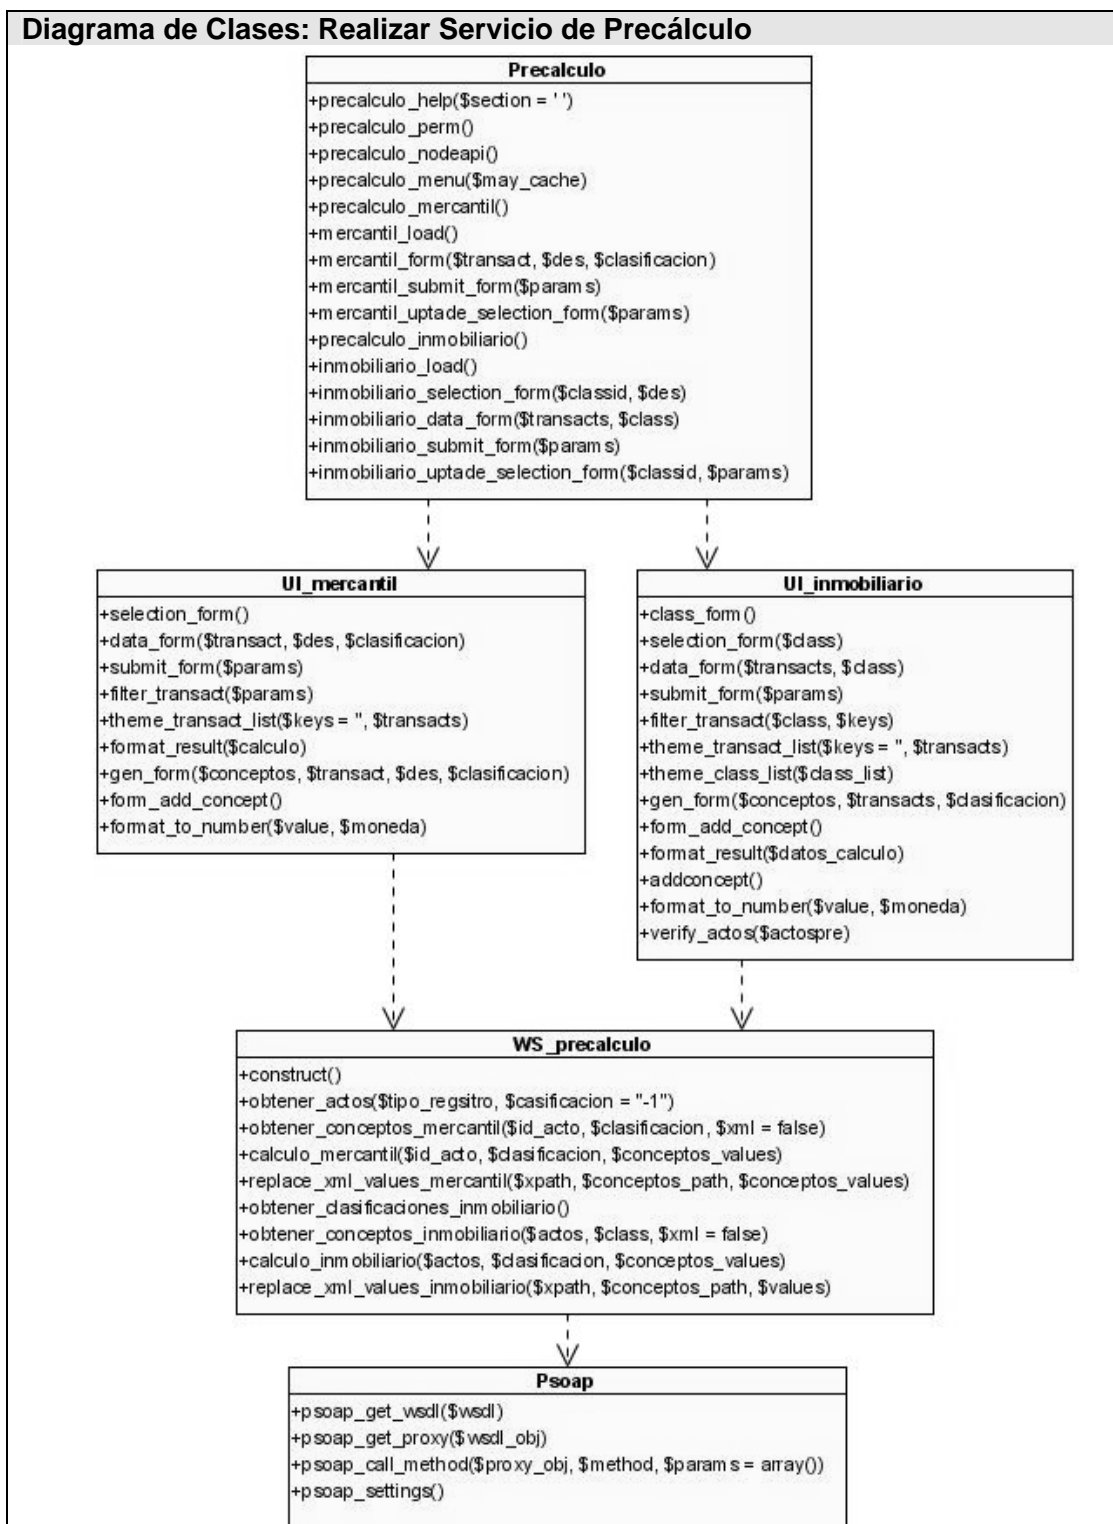 Diagrama de Clases: Realizar Servicio de Precálculo
Precalculo
+precalculo_help($section = ' ')
+precalculo_perm()
+precalculo_nodeapi()
+precalculo_menu($may_cache)
+precalculo_mercantil()
+mercantil_load()
+mercantil_form($transact, $des, $clasificacion)
+mercantil_submit_form($params)
+mercantil_uptade_selection_form($params)
+precalculo_inmobiliario()
+inmobiliario_load()
+inmobiliario_selection_form($classid, $des)
+inmobiliario_data_form($transacts, $class)
+inmobiliario_submit_form($params)
+inmobiliario_uptade_selection_form($classid, $params)
UI_mercantil
+selection_form()
+data_form($transact, $des, $clasificacion)
+submit_form($params)
+filter_transact($params)
+theme_transact_list($keys = '', $transacts)
+format_result($calculo)
+gen_form($conceptos, $transact, $des, $clasificacion)
+form_add_concept()
+format_to_number($value, $moneda)
UI_inmobiliario
+class_form()
+selection_form($class)
+data_form($transacts, $class)
+submit_form($params)
+filter_transact($class, $keys)
+theme_transact_list($keys = '', $transacts)
+theme_class_list($class_list)
+gen_form($conceptos, $transacts, $clasificacion)
+form_add_concept()
+format_result($datos_calculo)
+addconcept()
+format_to_number($value, $moneda)
+verify_actos($actospre)
WS_precalculo
+construct()
+obtener_actos($tipo_regsitro, $casificacion = "-1")
+obtener_conceptos_mercantil($id_acto, $clasificacion, $xml = false)
+calculo_mercantil($id_acto, $clasificacion, $conceptos_values)
+replace_xml_values_mercantil($xpath, $conceptos_path, $conceptos_values)
+obtener_clasificaciones_inmobiliario()
+obtener_conceptos_inmobiliario($actos, $class, $xml = false)
+calculo_inmobiliario($actos, $clasificacion, $conceptos_values)
+replace_xml_values_inmobiliario($xpath, $conceptos_path, $values)
Psoap
+psoap_get_wsdl($wsdl)
+psoap_get_proxy($wsdl_obj)
+psoap_call_method($proxy_obj, $method, $params = array())
+psoap_settings()